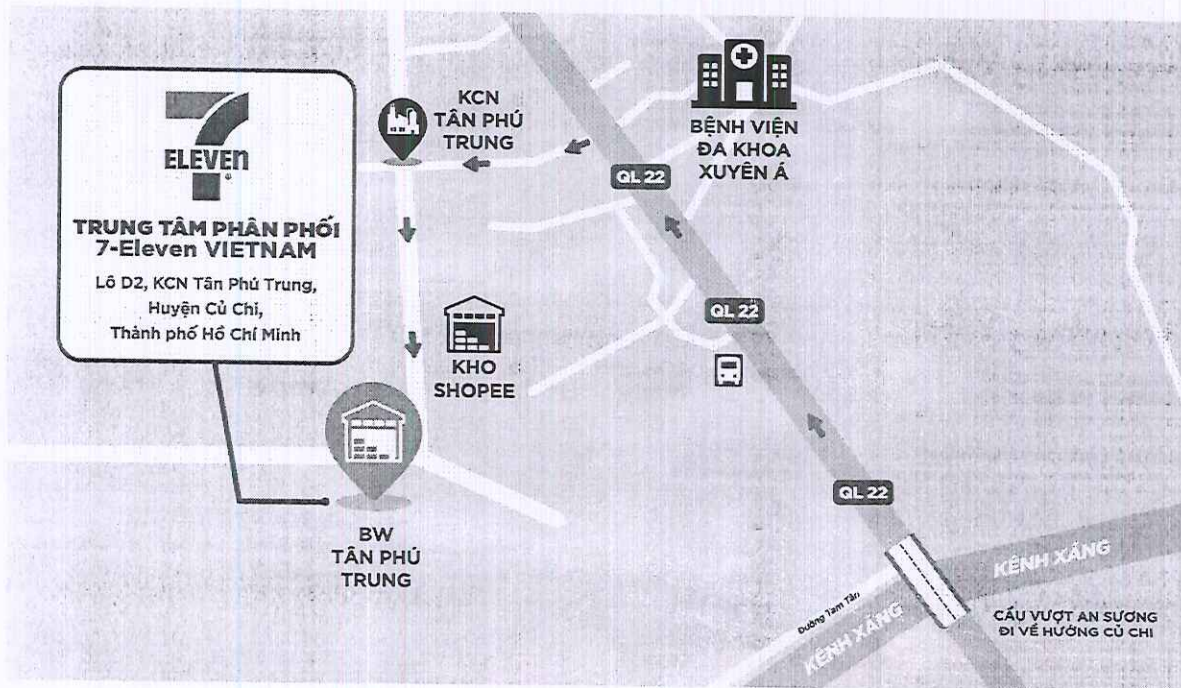 7
ELEVEn
TRUNG TÂM PHÂN PHỐI
7-Eleven VIETNAM
Lô D2, KCN Tân Phú Trung,
Huyện Củ Chi,
Thành phố Hồ Chí Minh
KCN
TÂN PHÚ
TRUNG
BỆNH VIỆN
ĐA KHOA
XUYÊN Á
QL 22
QL 22
KHO
SHOPEE
QL 22
BW
TÂN PHÚ
TRUNG
KÊNH XÁNG
Đường Tam Tân
KÊNH XÁNG
CẦU VƯỢT AN SƯƠNG
ĐI VỀ HƯỚNG CỦ CHI